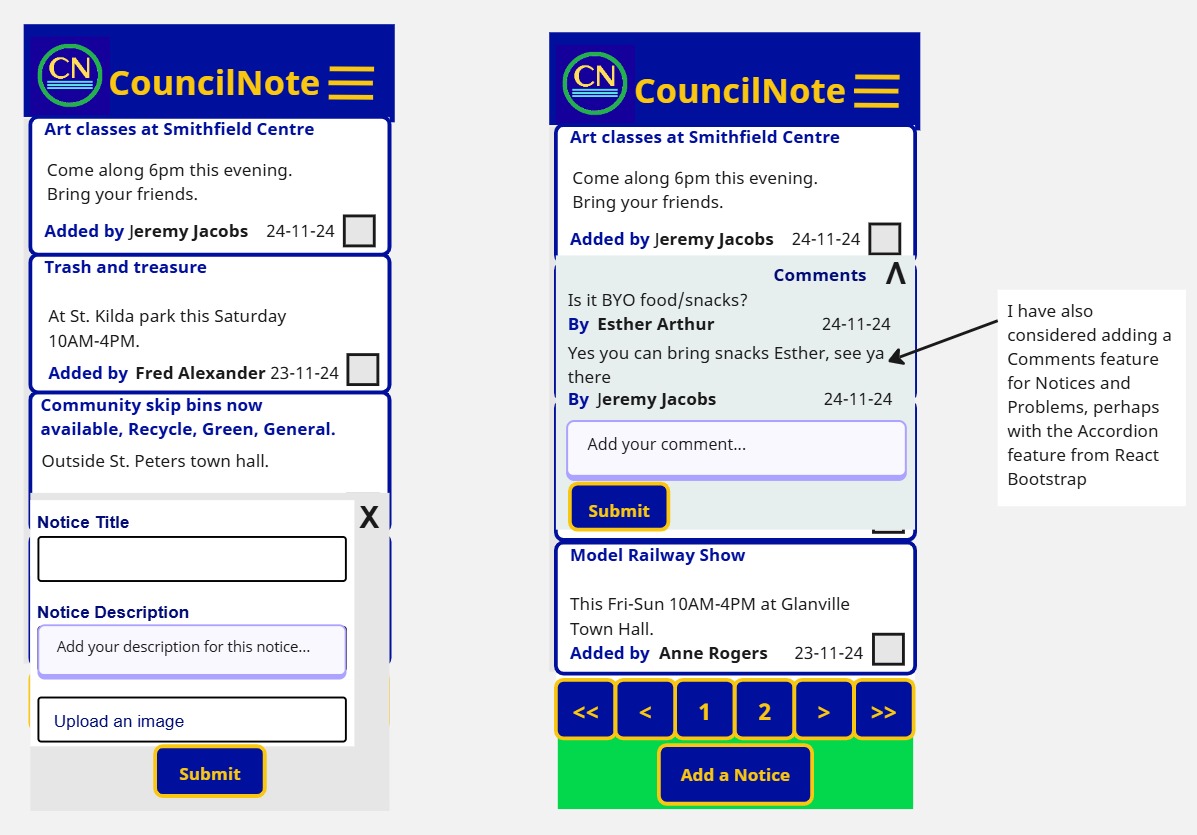 CN
CouncilNote
Art classes at Smithfield Centre
Come along 6pm this evening.
Bring your friends.
Added by Jeremy Jacobs 24-11-24
Trash and treasure
At St. Kilda park this Saturday
10AM-4PM.
Added by Fred Alexander 23-11-24
Community skip bins now
available, Recycle, Green, General.
Outside St. Peters town hall.
X
Notice Title
Notice Description
Add your description for this notice...
Upload an image
Submit
CN
CouncilNote
Art classes at Smithfield Centre
Come along 6pm this evening.
Bring your friends.
Added by Jeremy Jacobs 24-11-24
Comments
Is it BYO food/snacks?
By Esther Arthur 24-11-24
Yes you can bring snacks Esther, see ya
there
By Jeremy Jacobs 24-11-24
Add your comment...
Submit
Model Railway Show
This Fri-Sun 10AM-4PM at Glanville
Town Hall.
Added by Anne Rogers 23-11-24
<< < 1 2 > >>
Add a Notice
I have also
considered adding a
Comments feature
for Notices and
Problems, perhaps
with the Accordion
feature from React
Bootstrap